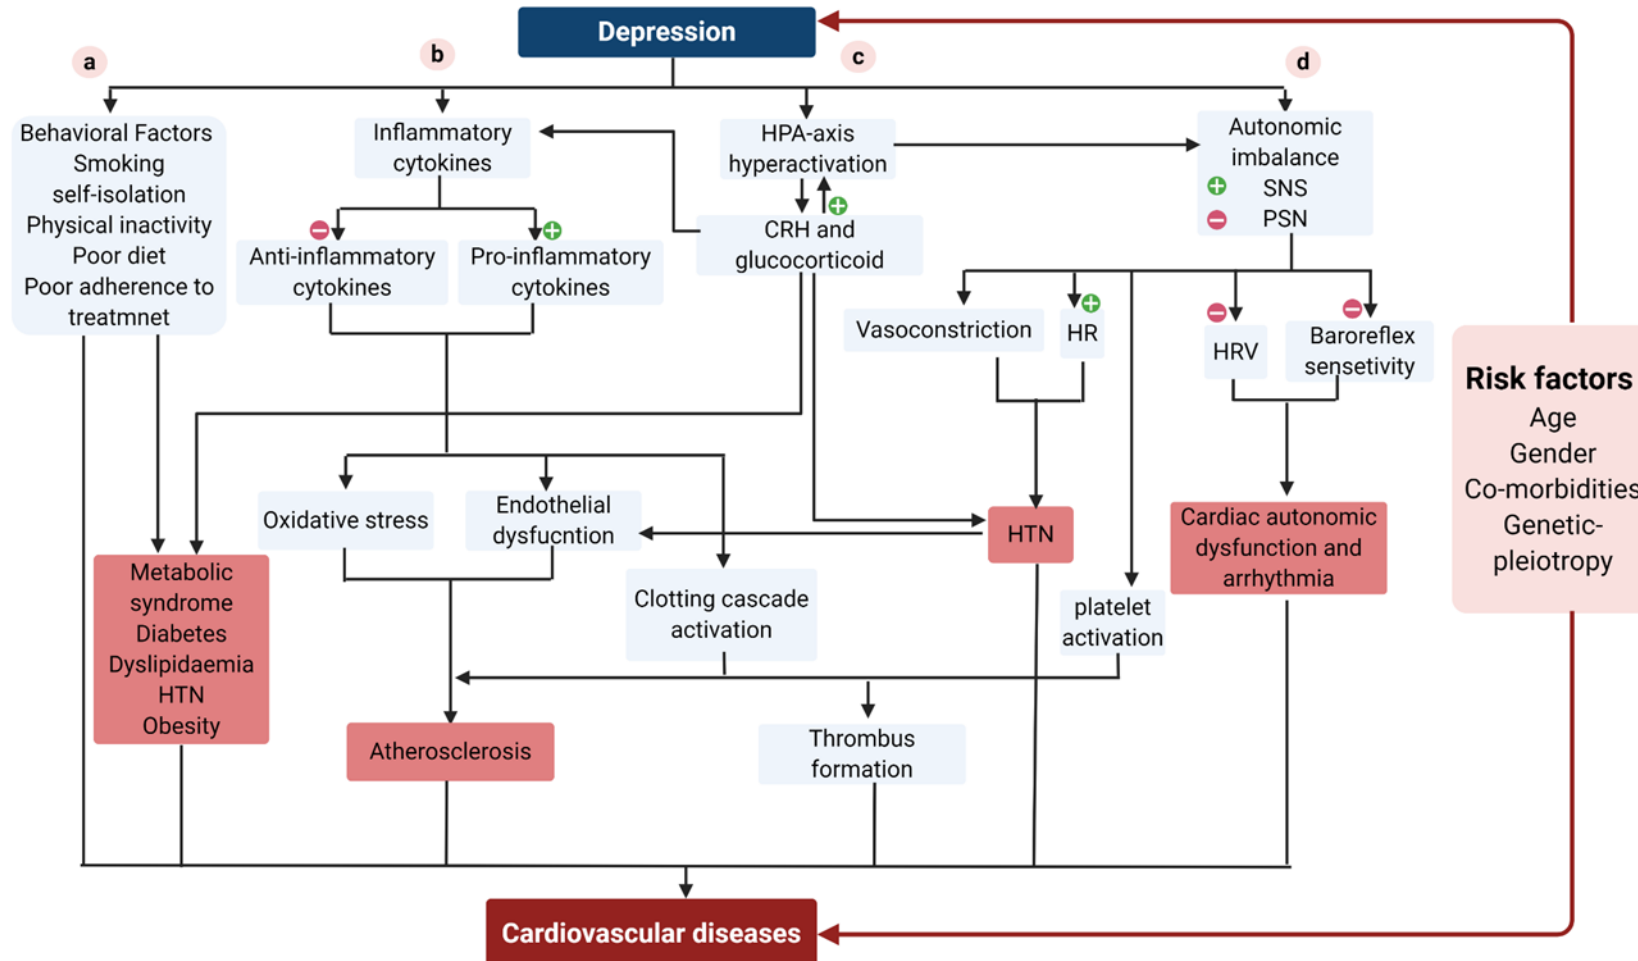 Depression
a
b
c
d
Behavioral Factors
Smoking
self-isolation
Physical inactivity
Poor diet
Poor adherence to
treatmnet
Inflammatory
cytokines
HPA-axis
hyperactivation
Autonomic
imbalance
+ SNS
− PSN
−
+
Anti-inflammatory
cytokines
Pro-inflammatory
cytokines
+
CRH and
glucocorticoid
Vasoconstriction
+
HR
−
HRV
−
Baroreflex
sensetivity
Risk factors
Age
Gender
Co-morbidities
Genetic-
pleiotropy
Oxidative stress
Endothelial
dysfucntion
HTN
Cardiac autonomic
dysfunction and
arrhythmia
Metabolic
syndrome
Diabetes
Dyslipidaemia
HTN
Obesity
Clotting cascade
activation
platelet
activation
Atherosclerosis
Thrombus
formation
Cardiovascular diseases